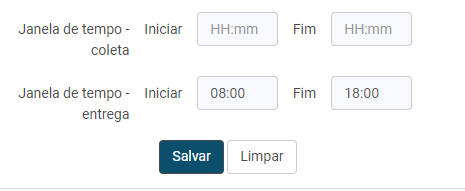 Janela de tempo - Iniciar HH:mm Fim HH:mm
coleta
Janela de tempo - Iniciar 08:00 Fim 18:00
entrega
Salvar Limpar